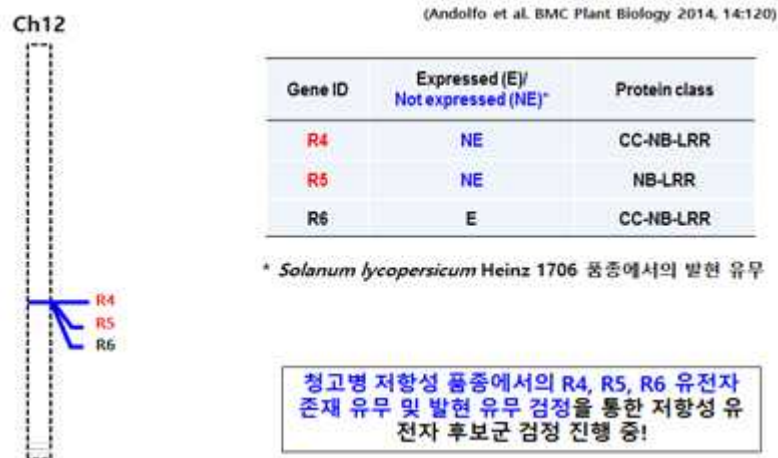 (Andolfo et al. BMC Plant Biology 2014, 14:120)
Ch12
Gene ID Expressed (E)/ Not expressed (NE)* Protein class
R4 NE CC-NB-LRR
R5 NE NB-LRR
R6 E CC-NB-LRR
* Solanum lycopersicum Heinz 1706 품종에서의 발현 유무
R4
R5
R6
청고병 저항성 품종에서의 R4, R5, R6 유전자
존재 유무 및 발현 유무 검정을 통한 저항성 유
전자 후보군 검정 진행 중!